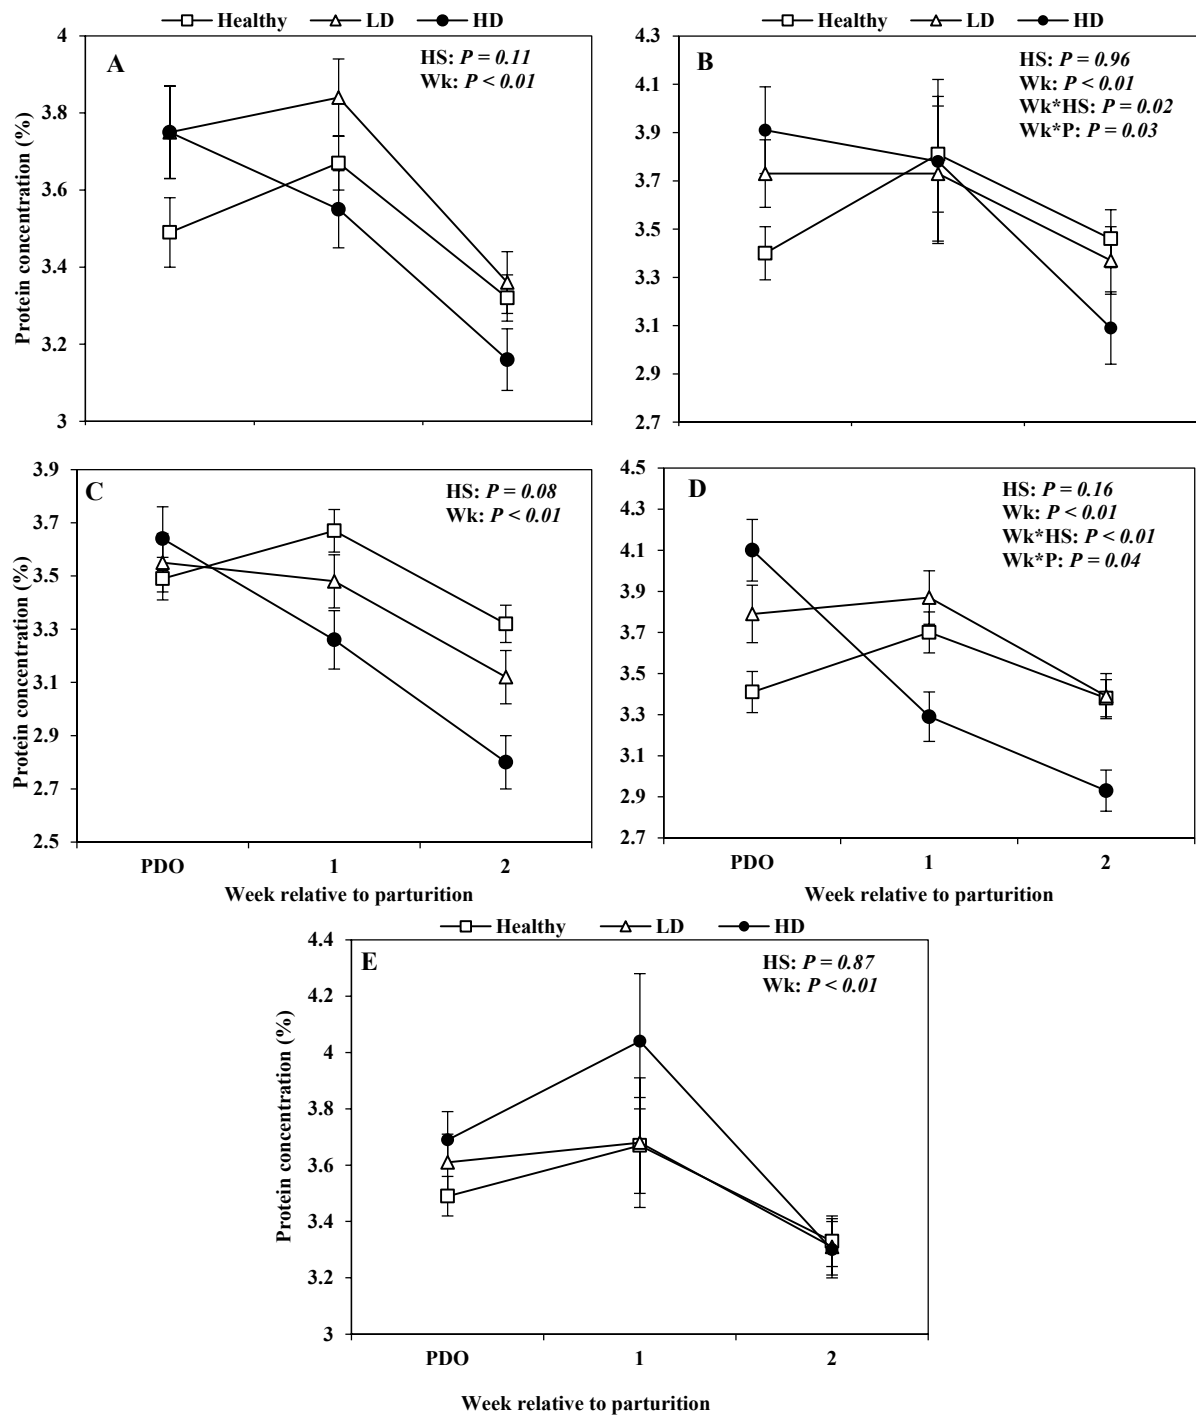 Healthy LD HD
A
HS: P = 0.11
Wk: P < 0.01
Protein concentration (%)
4
3.8
3.6
3.4
3.2
3
Healthy LD HD
B
HS: P = 0.96
Wk: P < 0.01
Wk*HS: P = 0.02
Wk*P: P = 0.03
4.3
4.1
3.9
3.7
3.5
3.3
3.1
2.9
2.7
C
HS: P = 0.08
Wk: P < 0.01
Protein concentration (%)
3.9
3.7
3.5
3.3
3.1
2.9
2.7
2.5
PDO 1 2
Week relative to parturition
D
HS: P = 0.16
Wk: P < 0.01
Wk*HS: P < 0.01
Wk*P: P = 0.04
4.5
4.3
4.1
3.9
3.7
3.5
3.3
3.1
2.9
2.7
PDO 1 2
Week relative to parturition
Healthy LD HD
E
HS: P = 0.87
Wk: P < 0.01
Protein concentration (%)
4.4
4.2
4
3.8
3.6
3.4
3.2
3
PDO 1 2
Week relative to parturition